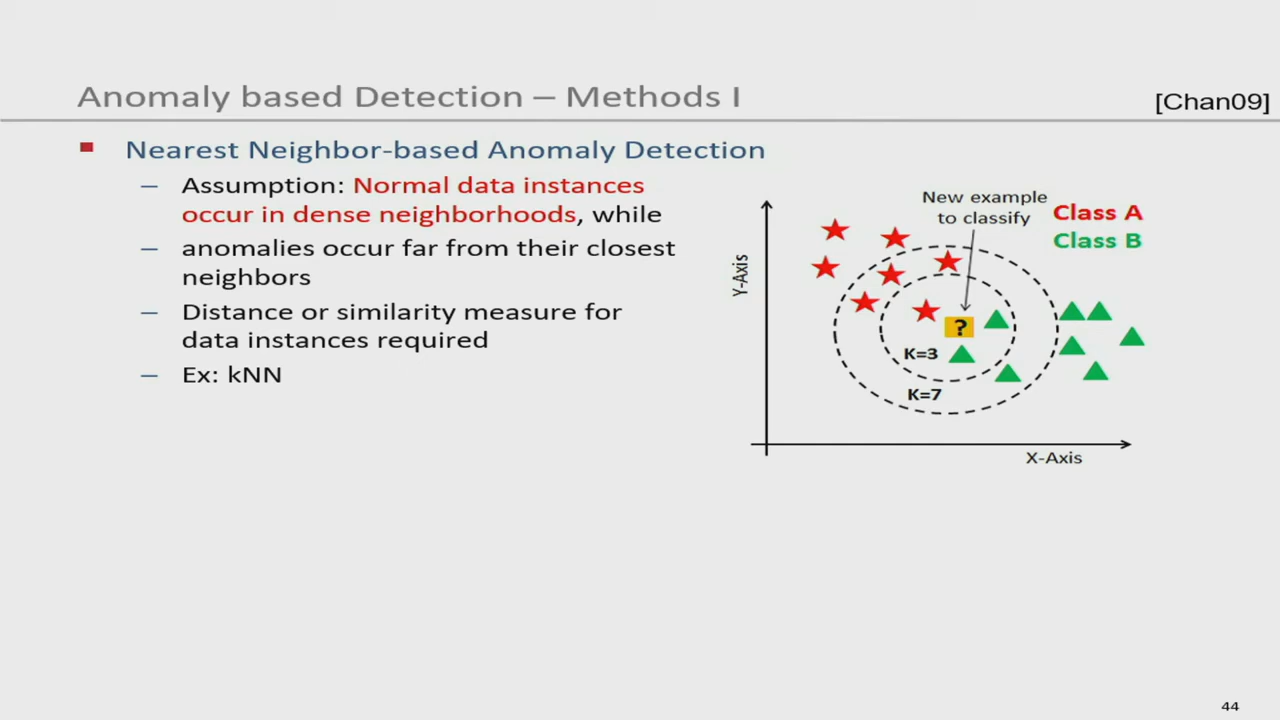 Anomaly based Detection – Methods I
[Chan09]
Nearest Neighbor-based Anomaly Detection
– Assumption: Normal data instances
occur in dense neighborhoods, while
– anomalies occur far from their closest
neighbors
– Distance or similarity measure for
data instances required
– Ex: kNN
New example
to classify
Class A
Class B
Y-Axis
?
K=3
K=7
X-Axis
44